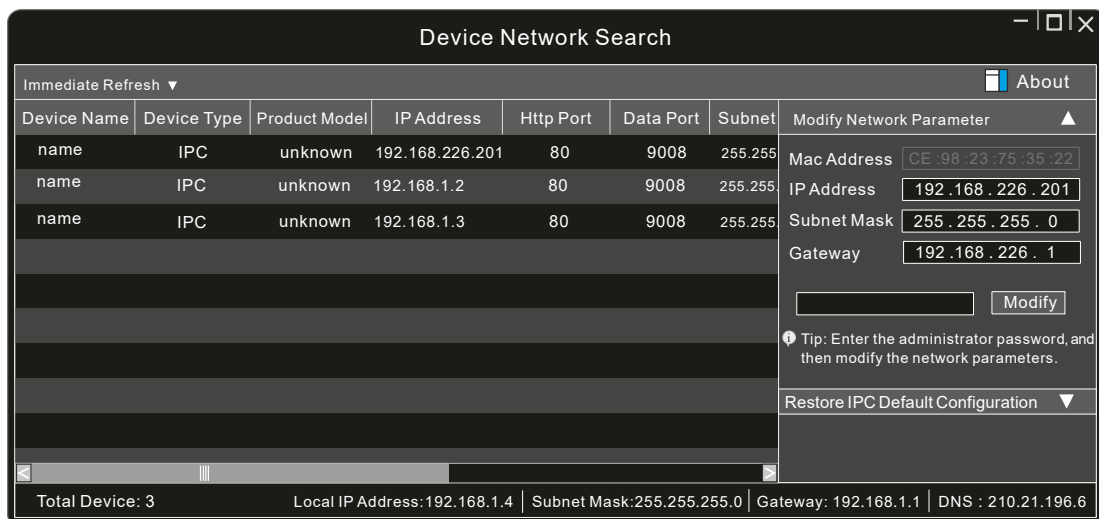 Device Network Search
Immediate Refresh ▼
About
Device Name Device Type Product Model IP Address Http Port Data Port Subnet
name IPC unknown 192.168.226.201 80 9008 255.255
name IPC unknown 192.168.1.2 80 9008 255.255.
name IPC unknown 192.168.1.3 80 9008 255.255.
Modify Network Parameter ▲
Mac Address CE :98 :23 :75 :35 :22
IP Address 192 .168 . 226 . 201
Subnet Mask 255 . 255 . 255 . 0
Gateway 192 .168 . 226 . 1
Modify
Tip: Enter the administrator password, and
then modify the network parameters.
Restore IPC Default Configuration ▼
Total Device: 3 Local IP Address:192.168.1.4 Subnet Mask:255.255.255.0 Gateway: 192.168.1.1 DNS : 210.21.196.6